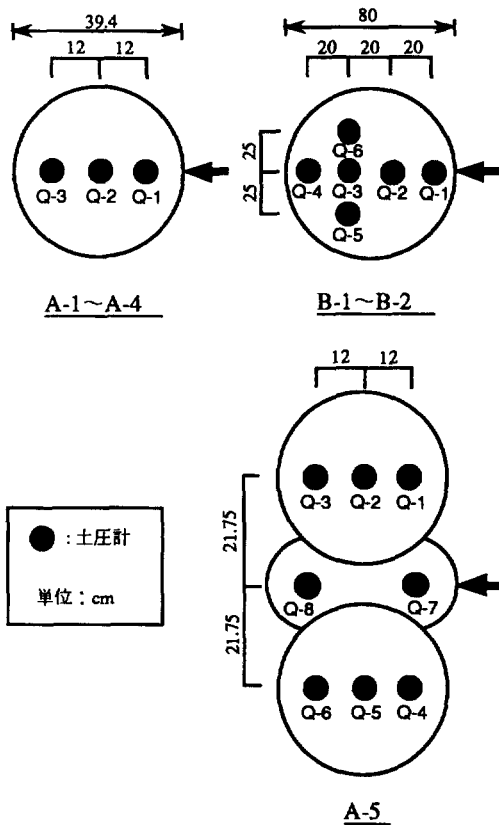 39.4
12 12
Q-3 Q-2 Q-1
A-1～A-4
80
20 20 20
25
25
Q-6
Q-4 Q-3 Q-2 Q-1
Q-5
B-1～B-2
12 12
21.75
21.75
Q-3 Q-2 Q-1
Q-8 Q-7
Q-6 Q-5 Q-4
A-5
：土圧計
単位：cm